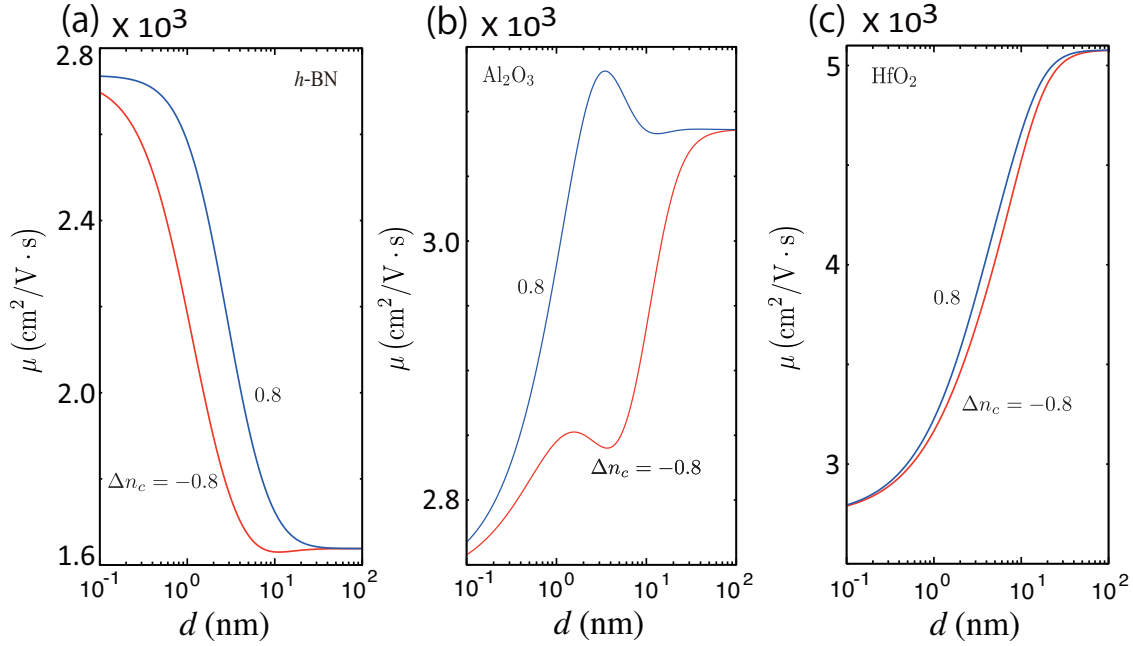 (a) x 10³
h-BN
2.8
2.4
2.0
1.6
μ (cm²/V · s)
0.8
Δn_c = −0.8
10⁻¹ 10⁰ 10¹ 10²
d (nm)
(b) x 10³
Al₂O₃
3.0
2.8
μ (cm²/V · s)
0.8
Δn_c = −0.8
10⁻¹ 10⁰ 10¹ 10²
d (nm)
(c) x 10³
HfO₂
5
4
3
μ (cm²/V · s)
0.8
Δn_c = −0.8
10⁻¹ 10⁰ 10¹ 10²
d (nm)